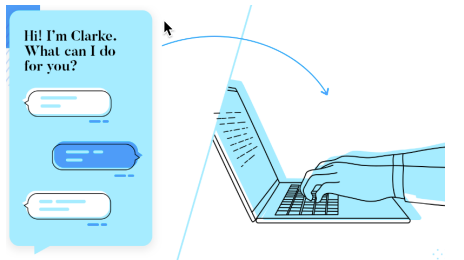 Hi! I'm Clarke.
What can I do
for you?